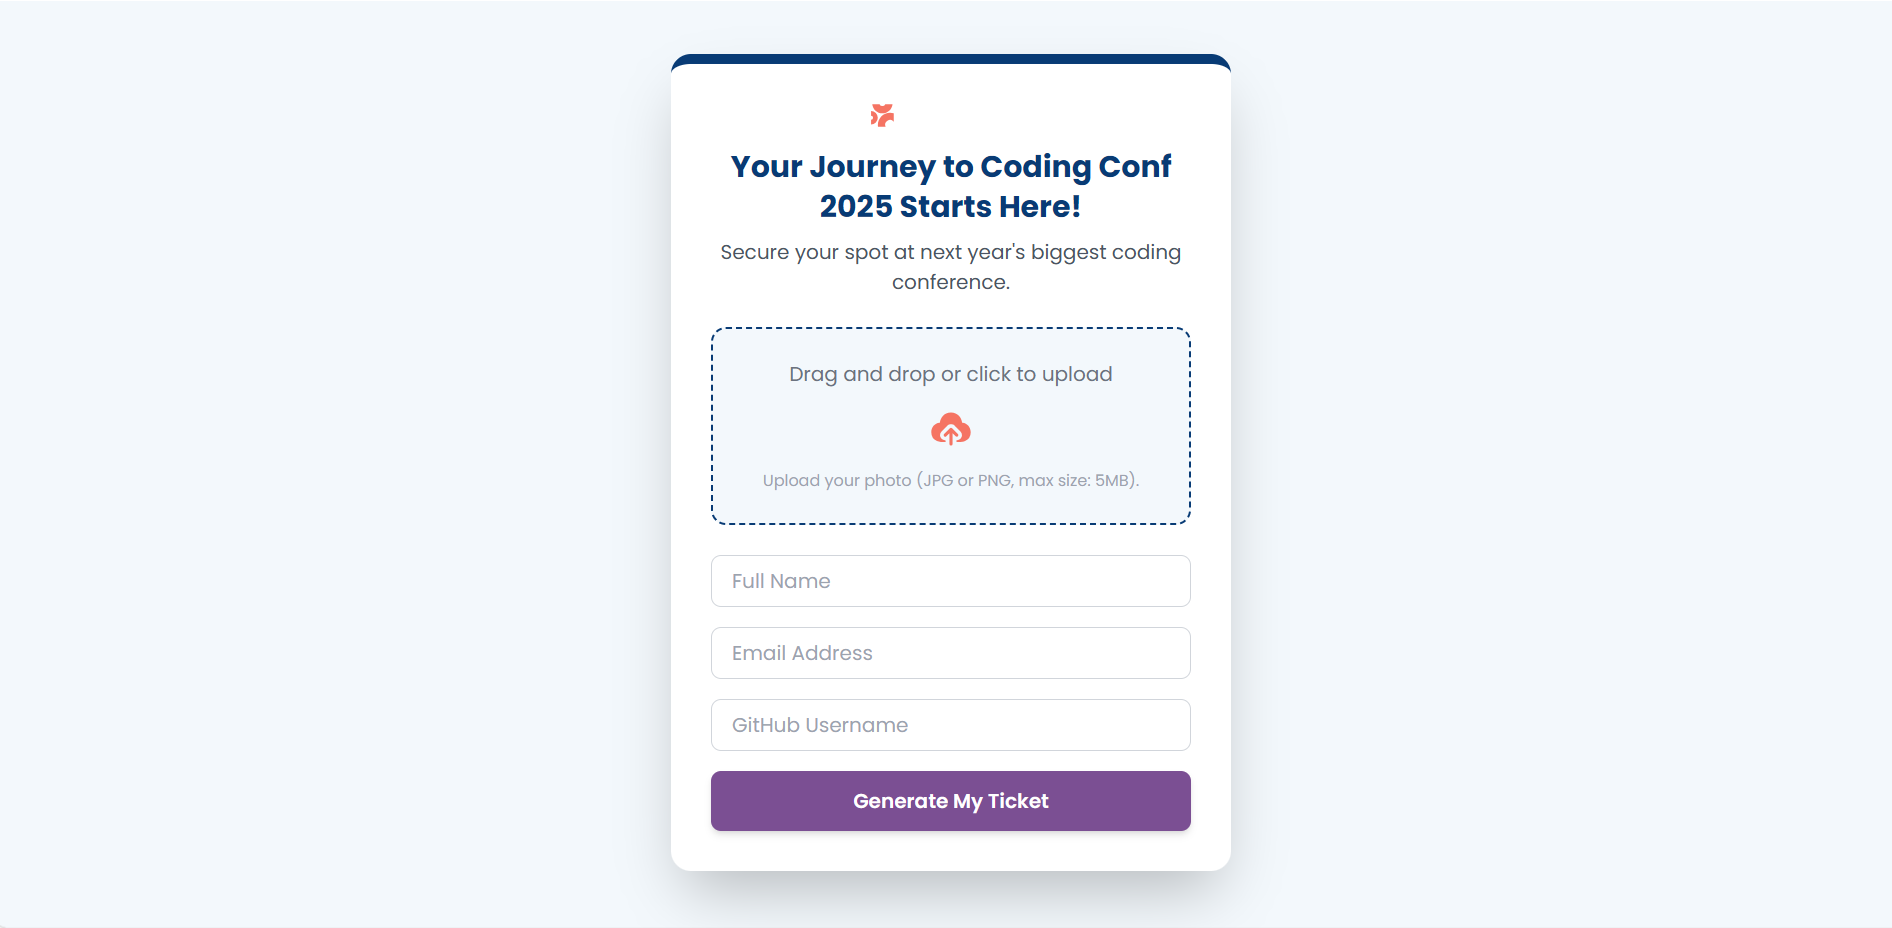 Your Journey to Coding Conf
2025 Starts Here!
Secure your spot at next year's biggest coding
conference.
Drag and drop or click to upload
Upload your photo (JPG or PNG, max size: 5MB).
Full Name
Email Address
GitHub Username
Generate My Ticket